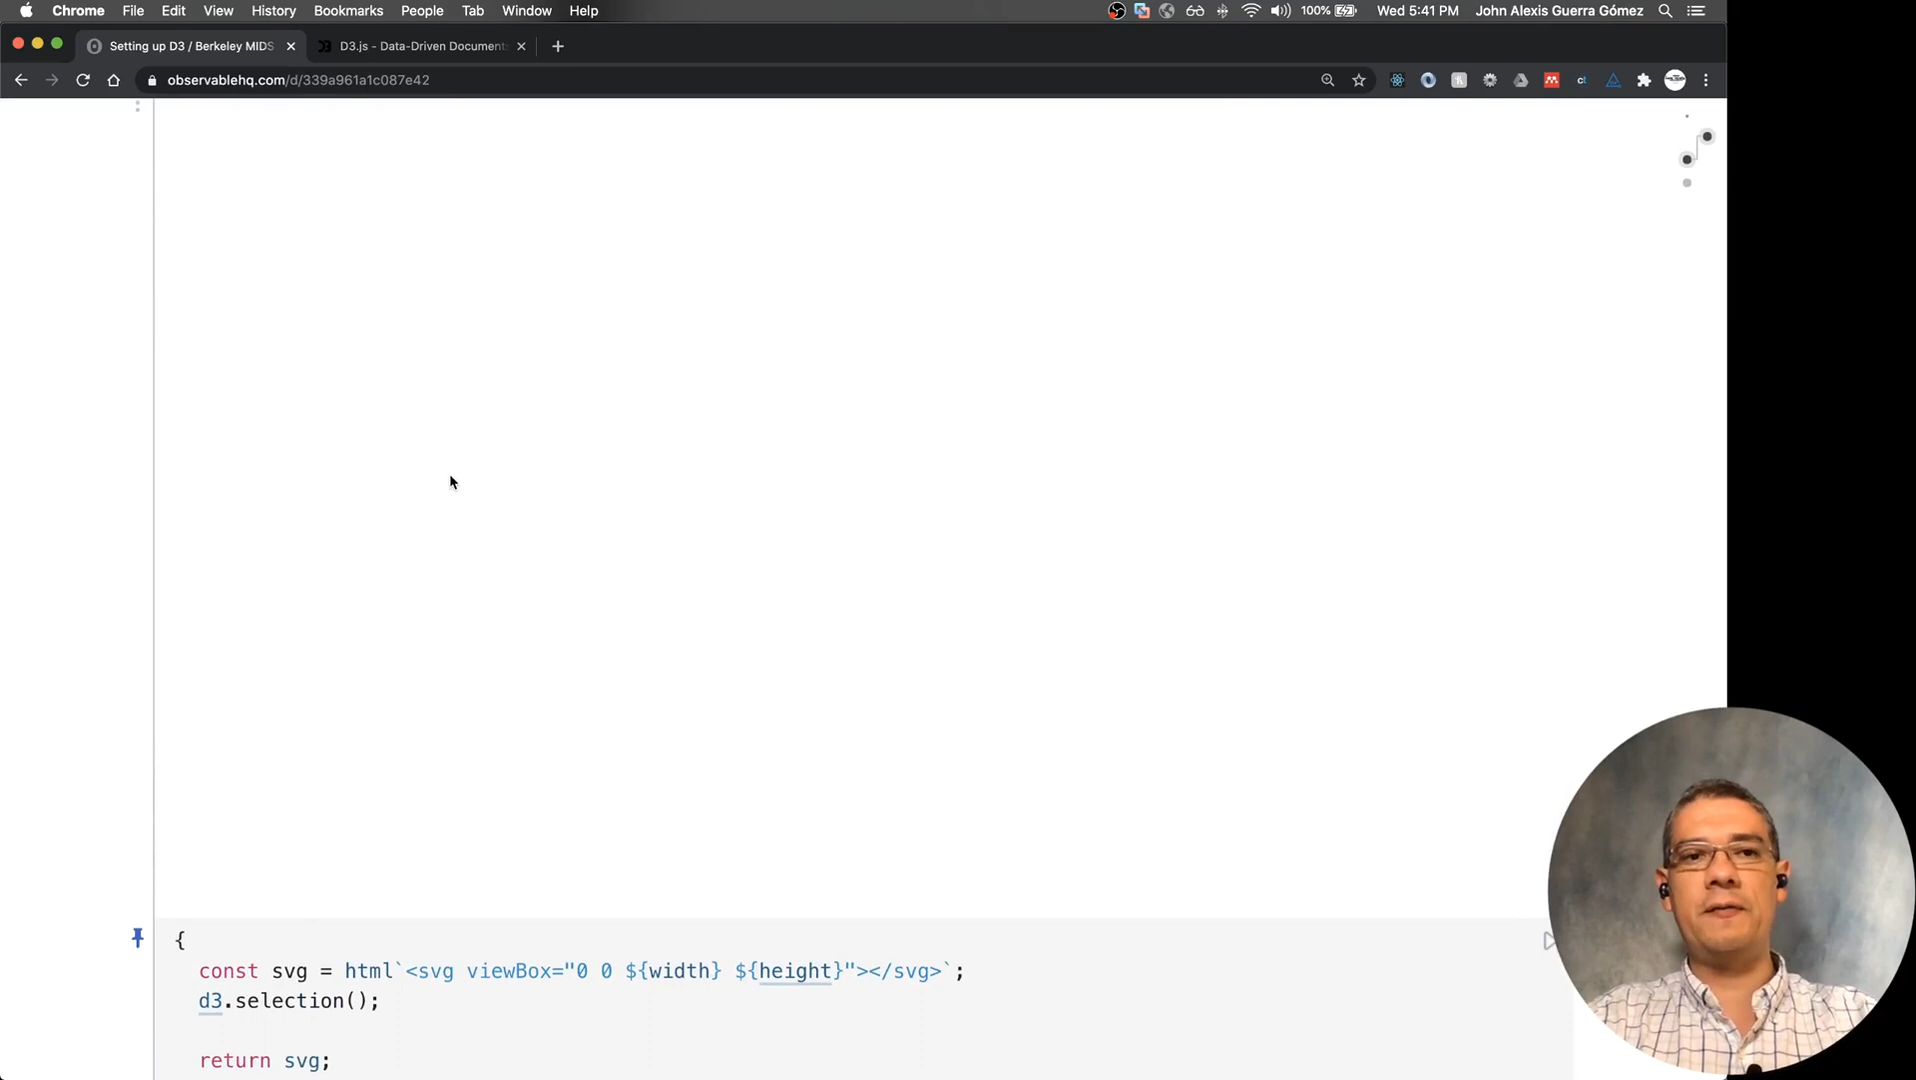 Chrome File Edit View History Bookmarks People Tab Window Help 100% Wed 5:41 PM John Alexis Guerra Gómez
Setting up D3 / Berkeley MIDS D3.js - Data-Driven Document
observablehq.com/d/339a961a1c087e42
{
const svg = html`<svg viewBox="0 0 ${width} ${height}"></svg>`;
d3.selection();
return svg;